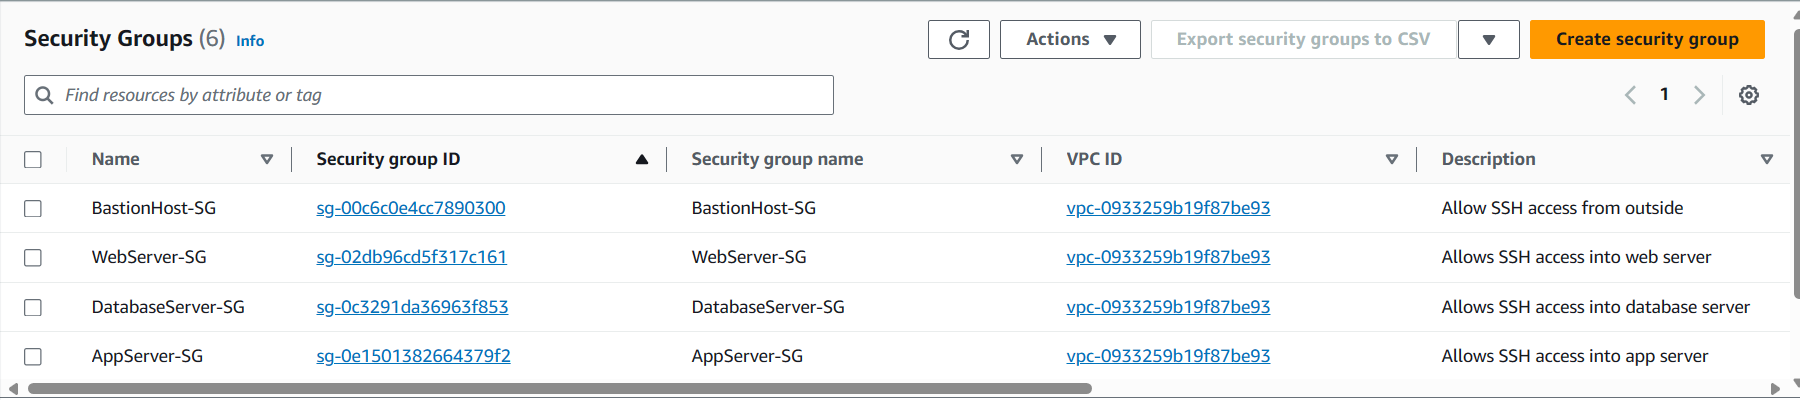 Security Groups (6) Info
Actions
Export security groups to CSV
Create security group
Find resources by attribute or tag
1
Name Security group ID Security group name VPC ID Description
BastionHost-SG sg-00c6c0e4cc7890300 BastionHost-SG vpc-0933259b19f87be93 Allow SSH access from outside
WebServer-SG sg-02db96cd5f317c161 WebServer-SG vpc-0933259b19f87be93 Allows SSH access into web server
DatabaseServer-SG sg-0c3291da36963f853 DatabaseServer-SG vpc-0933259b19f87be93 Allows SSH access into database server
AppServer-SG sg-0e1501382664379f2 AppServer-SG vpc-0933259b19f87be93 Allows SSH access into app server